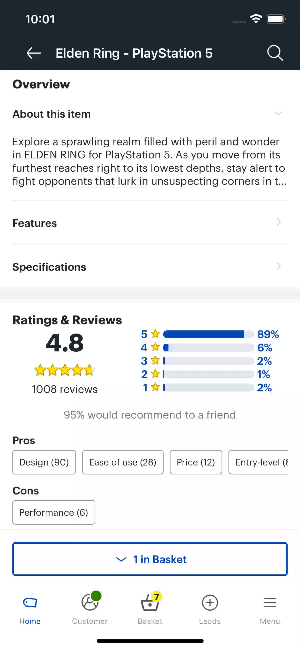 10:01
Elden Ring - PlayStation 5
Overview
About this item
Explore a sprawling realm filled with peril and wonder
in ELDEN RING for PlayStation 5. As you move from its
furthest reaches right to its lowest depths, stay alert to
fight opponents that lurk in unsuspecting corners in t...
Features
Specifications
Ratings & Reviews
4.8
1008 reviews
5 89%
4 6%
3 2%
2 1%
1 2%
95% would recommend to a friend
Pros
Design (90) Ease of use (28) Price (12) Entry-level (
Cons
Performance (6)
1 in Basket
7
Home Customer Basket Leads Menu